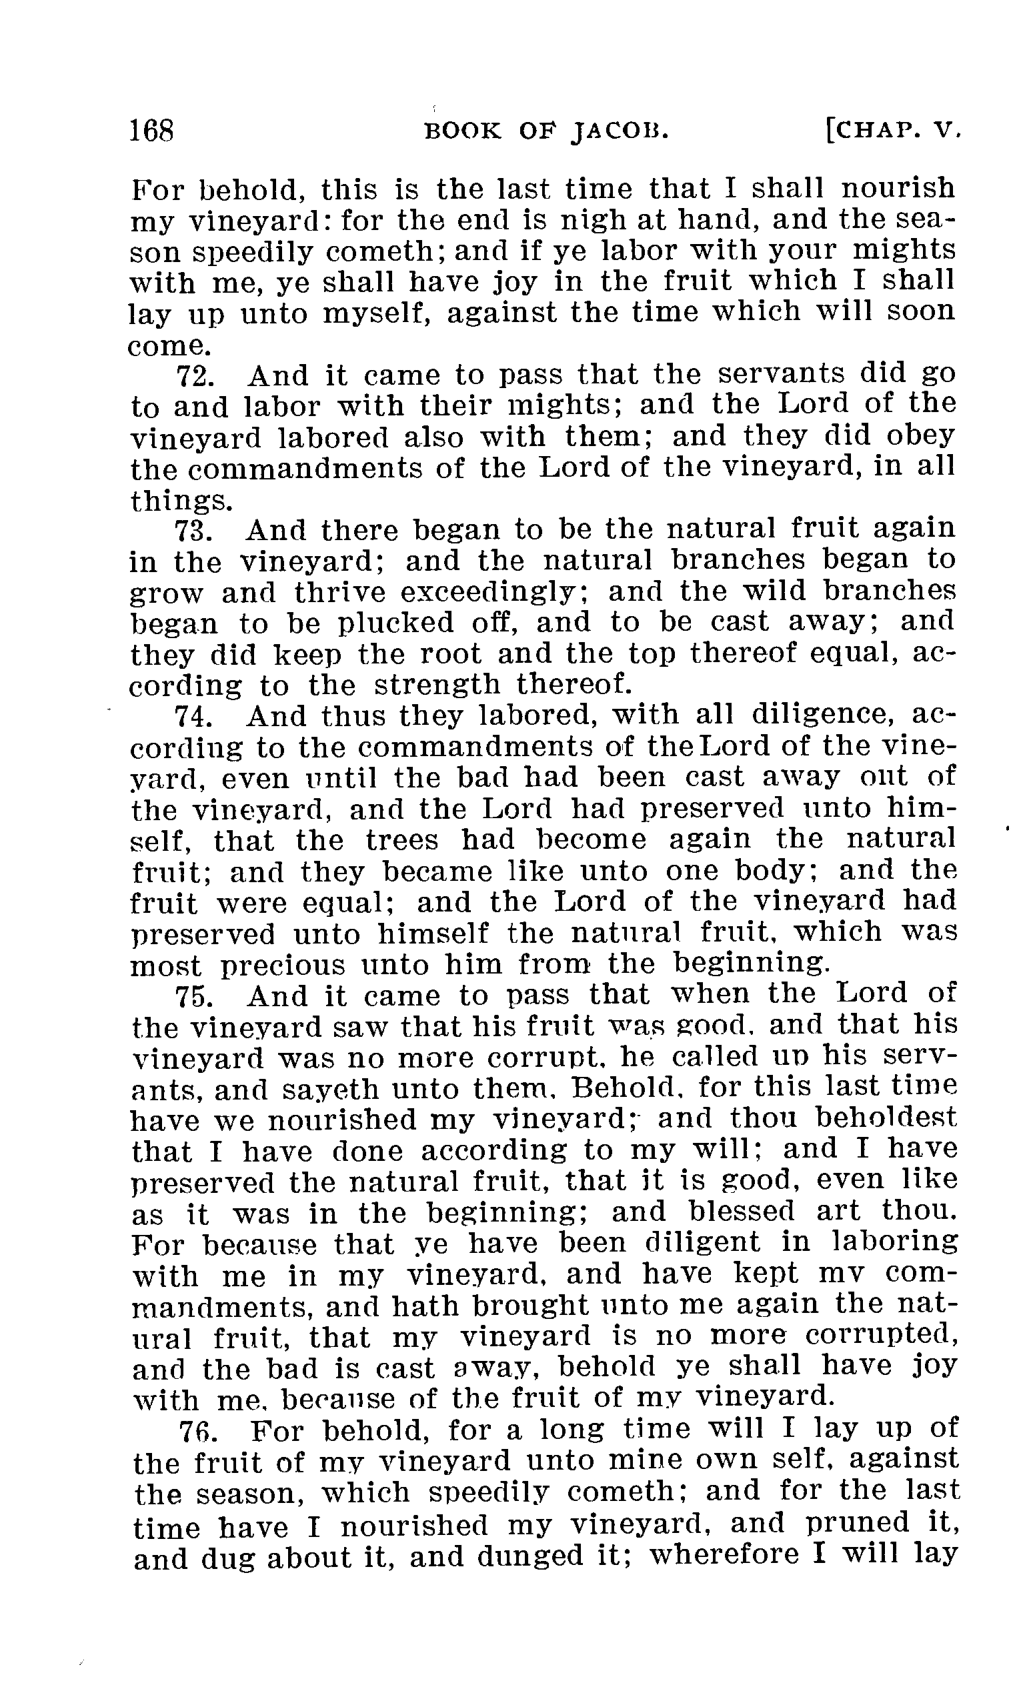 168 BOOK OF JACOB. [CHAP. V.
For behold, this is the last time that I shall nourish
my vineyard: for the end is nigh at hand, and the sea-
son speedily cometh; and if ye labor with your mights
with me, ye shall have joy in the fruit which I shall
lay up unto myself, against the time which will soon
come.
72. And it came to pass that the servants did go
to and labor with their mights; and the Lord of the
vineyard labored also with them; and they did obey
the commandments of the Lord of the vineyard, in all
things.
73. And there began to be the natural fruit again
in the vineyard; and the natural branches began to
grow and thrive exceedingly; and the wild branches
began to be plucked off, and to be cast away; and
they did keep the root and the top thereof equal, ac-
cording to the strength thereof.
74. And thus they labored, with all diligence, ac-
cording to the commandments of the Lord of the vine-
yard, even until the bad had been cast away out of
the vineyard, and the Lord had preserved unto him-
self, that the trees had become again the natural
fruit; and they became like unto one body; and the
fruit were equal; and the Lord of the vineyard had
preserved unto himself the natural fruit, which was
most precious unto him from the beginning.
75. And it came to pass that when the Lord of
the vineyard saw that his fruit was good, and that his
vineyard was no more corrupt, he called up his serv-
ants, and sayeth unto them, Behold, for this last time
have we nourished my vineyard; and thou beholdest
that I have done according to my will; and I have
preserved the natural fruit, that it is good, even like
as it was in the beginning; and blessed art thou.
For because that ye have been diligent in laboring
with me in my vineyard, and have kept my com-
mandments, and hath brought unto me again the nat-
ural fruit, that my vineyard is no more corrupted,
and the bad is cast away, behold ye shall have joy
with me, because of the fruit of my vineyard.
76. For behold, for a long time will I lay up of
the fruit of my vineyard unto mine own self, against
the season, which speedily cometh; and for the last
time have I nourished my vineyard, and pruned it,
and dug about it, and dunged it; wherefore I will lay